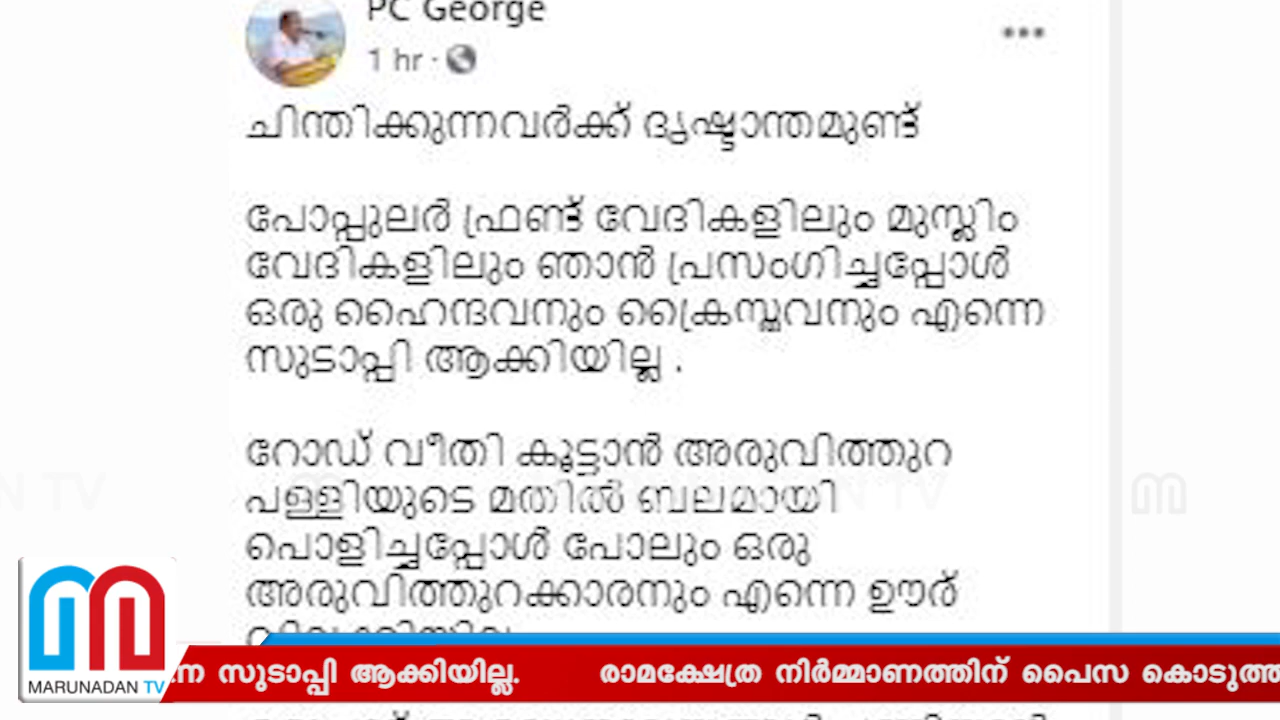 PC George
1 hr ·
ചിന്തിക്കുന്നവർക്ക് ദൃഷ്ടാന്തമുണ്ട്
പോപ്പുലർ ഫ്രണ്ട് വേദികളിലും മുസ്ലിം
വേദികളിലും ഞാൻ പ്രസംഗിച്ചപ്പോൾ
ഒരു ഹൈന്ദവനും ക്രൈസ്തവനും എന്നെ
സുടാപ്പി ആക്കിയില്ല .
റോഡ് വീതി കൂട്ടാൻ അരുവിത്തുറ
പള്ളിയുടെ മതിൽ ബലമായി
പൊളിച്ചപ്പോൾ പോലും ഒരു
അരുവിത്തുറക്കാരനും എന്നെ ഊര്
സുടാപ്പി ആക്കിയില്ല. രാമക്ഷേത്ര നിർമ്മാണത്തിന് പൈസ
MARUNADAN TV